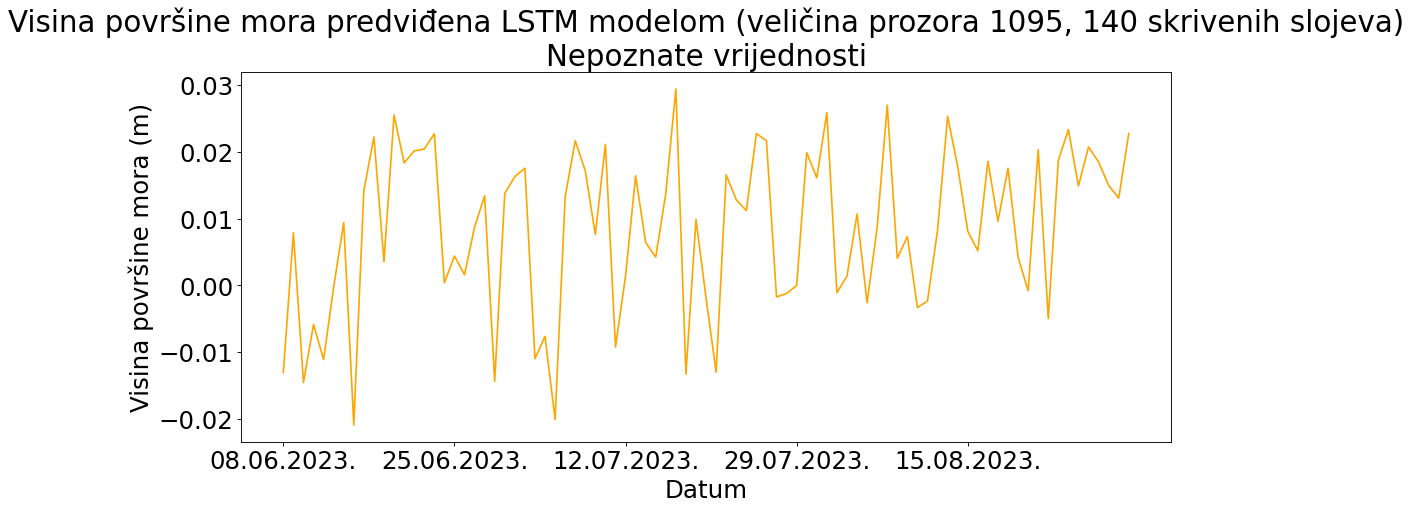 Visina površine mora predviđena LSTM modelom (veličina prozora 1095, 140 skrivenih slojeva)
Nepoznate vrijednosti
Visina površine mora (m)
0.03
0.02
0.01
0.00
−0.01
−0.02
08.06.2023. 25.06.2023. 12.07.2023. 29.07.2023. 15.08.2023.
Datum